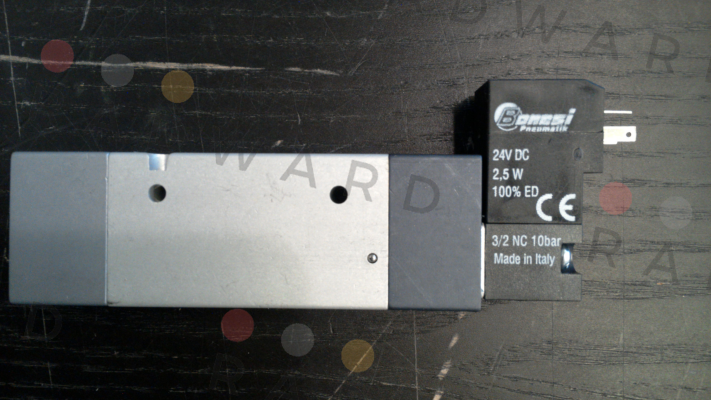 Bonesi
Pneumatik
24V DC
2,5 W
100% ED
CE
3/2 NC 10bar
Made in Italy